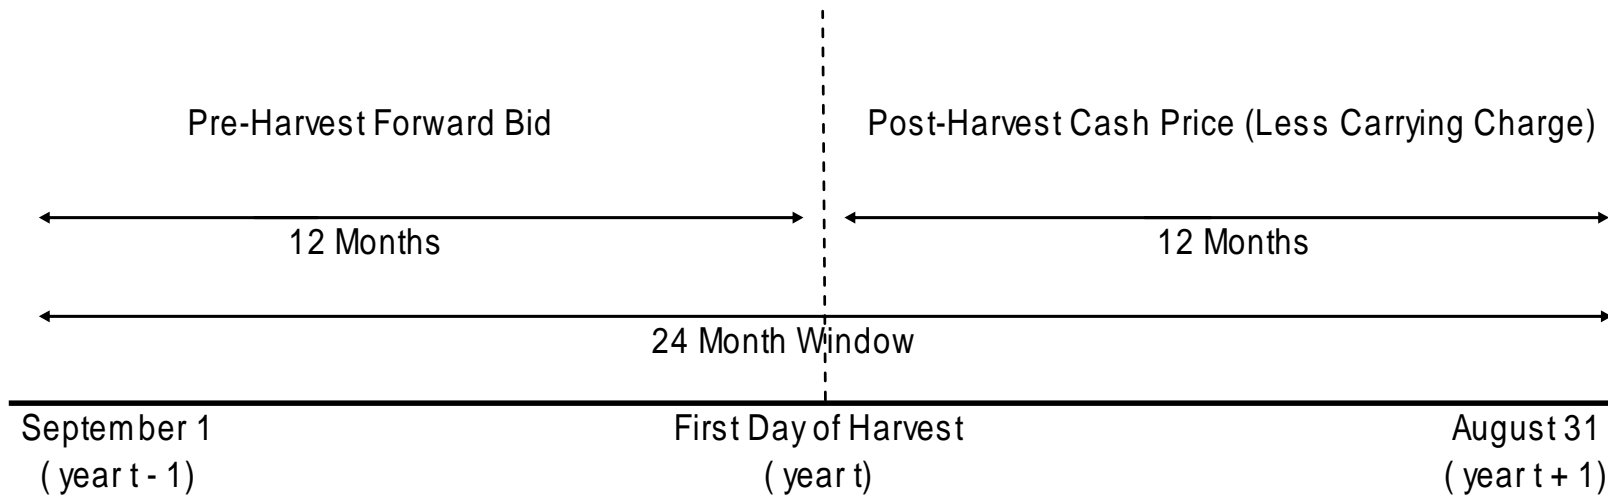 Pre-Harvest Forward Bid
Post-Harvest Cash Price (Less Carrying Charge)
12 Months
12 Months
24 Month Window
September 1
( year t - 1)
First Day of Harvest
( year t)
August 31
( year t + 1)